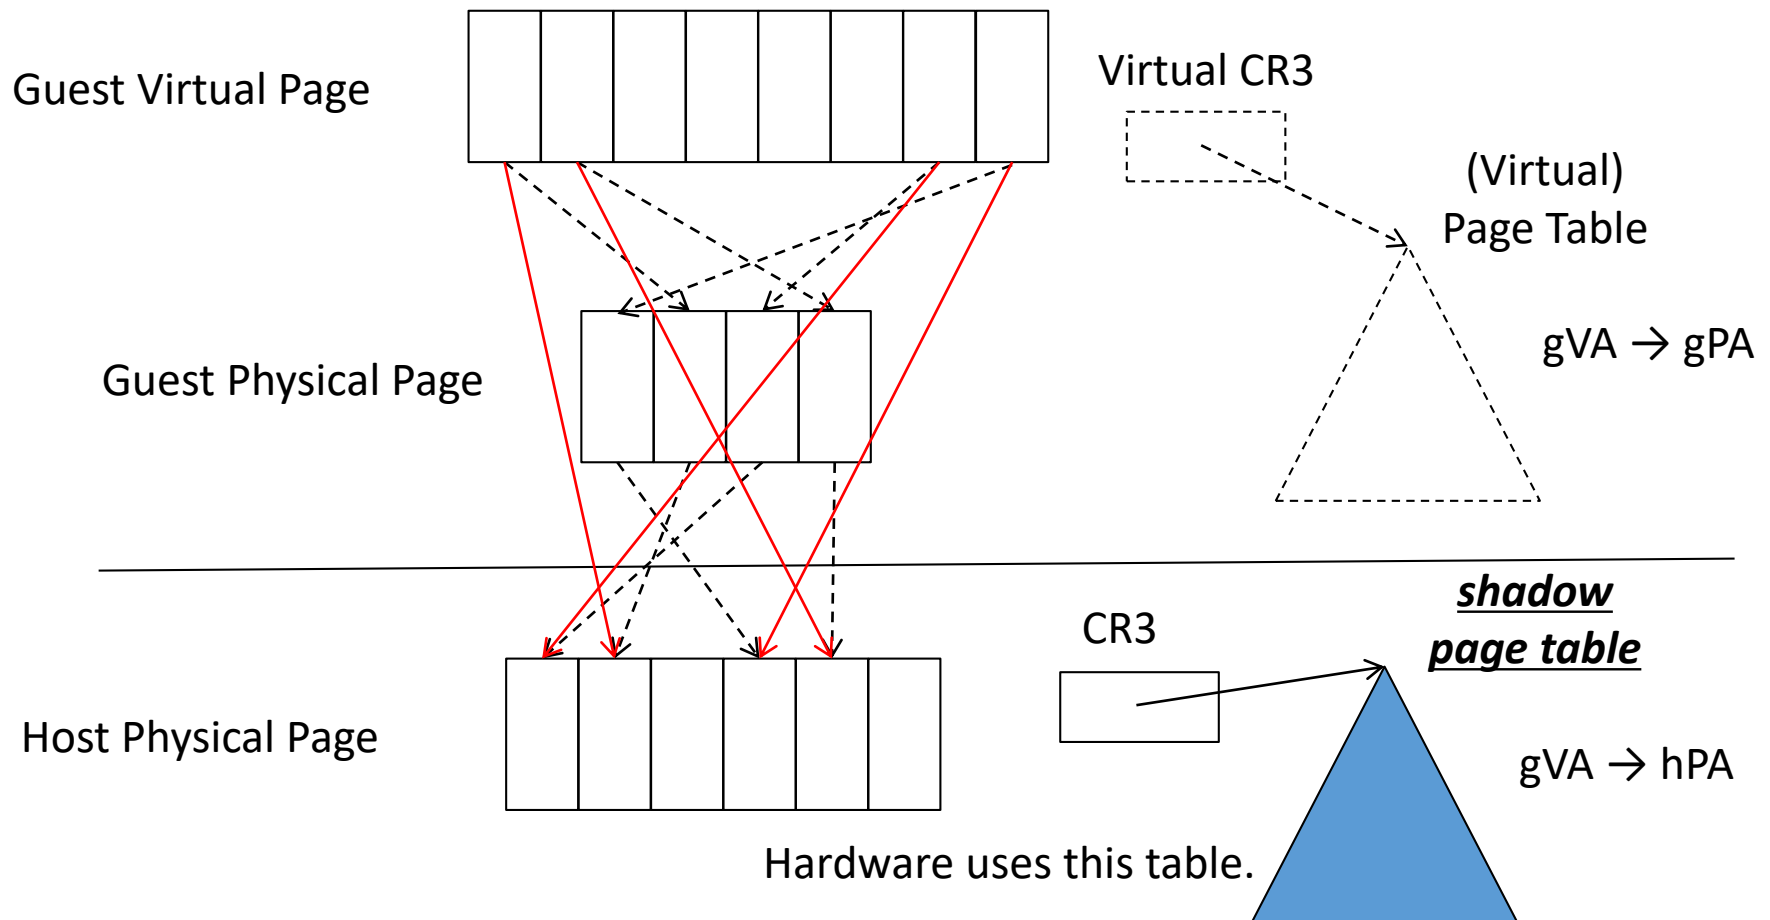 Guest Virtual Page
Virtual CR3
(Virtual)
Page Table
gVA → gPA
Guest Physical Page
shadow
page table
CR3
Host Physical Page
gVA → hPA
Hardware uses this table.